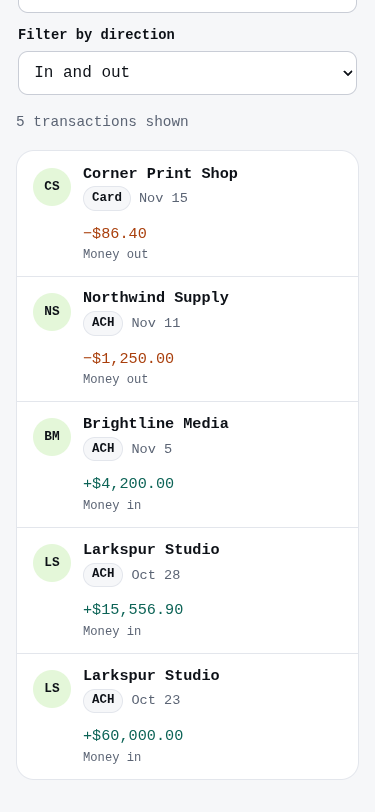 Filter by direction
In and out
5 transactions shown
CS
Corner Print Shop
Card Nov 15
−$86.40
Money out
NS
Northwind Supply
ACH Nov 11
−$1,250.00
Money out
BM
Brightline Media
ACH Nov 5
+$4,200.00
Money in
LS
Larkspur Studio
ACH Oct 28
+$15,556.90
Money in
LS
Larkspur Studio
ACH Oct 23
+$60,000.00
Money in